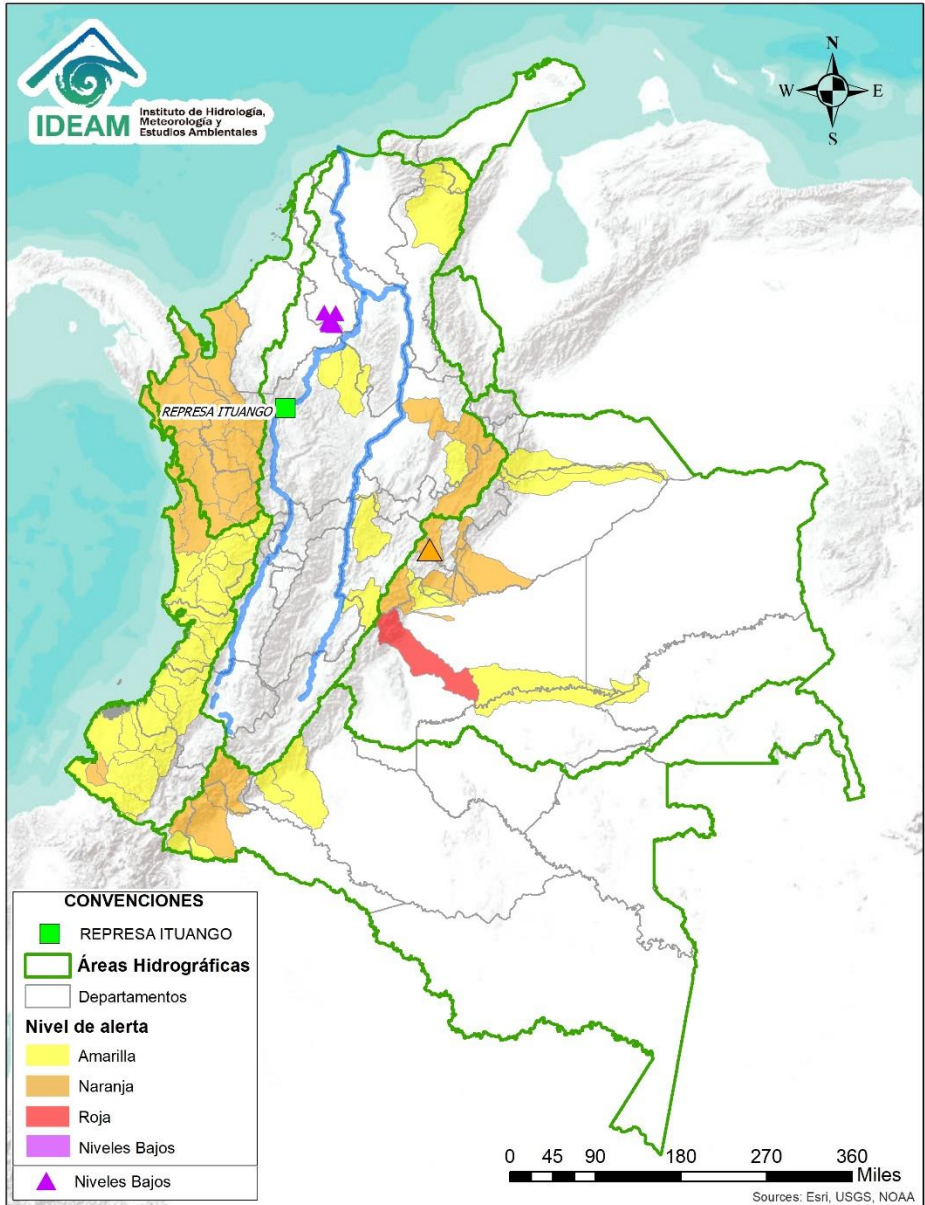 IDEAM
Instituto de Hidrología,
Meteorología y
Estudios Ambientales
N
W
E
S
REPRESA ITUANGO
CONVENCIONES
REPRESA ITUANGO
Áreas Hidrográficas
Departamentos
Nivel de alerta
Amarilla
Naranja
Roja
Niveles Bajos
Niveles Bajos
0 45 90 180 270 360
Miles
Sources: Esri, USGS, NOAA